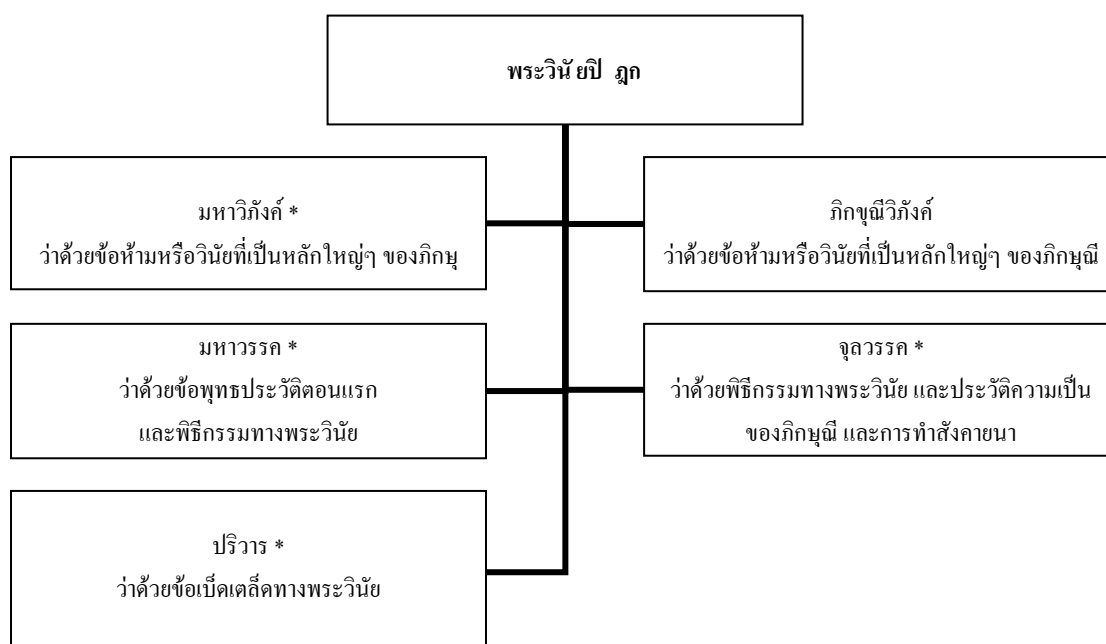 พระวินัยปิ ฎก
มหาวิภังค์ *
ว่าด้วยข้อห้ามหรือวินัยที่เป็นหลักใหญ่ๆ ของภิกษุ
ภิกขุณีวิภังค์
ว่าด้วยข้อห้ามหรือวินัยที่เป็นหลักใหญ่ๆ ของภิกษุณี
มหาวรรค *
ว่าด้วยข้อพุทธประวัติตอนแรก
และพิธีกรรมทางพระวินัย
จุลวรรค *
ว่าด้วยพิธีกรรมทางพระวินัย และประวัติความเป็น
ของภิกษุณี และการทำสังคายนา
ปริวาร *
ว่าด้วยข้อเบ็ดเตล็ดทางพระวินัย